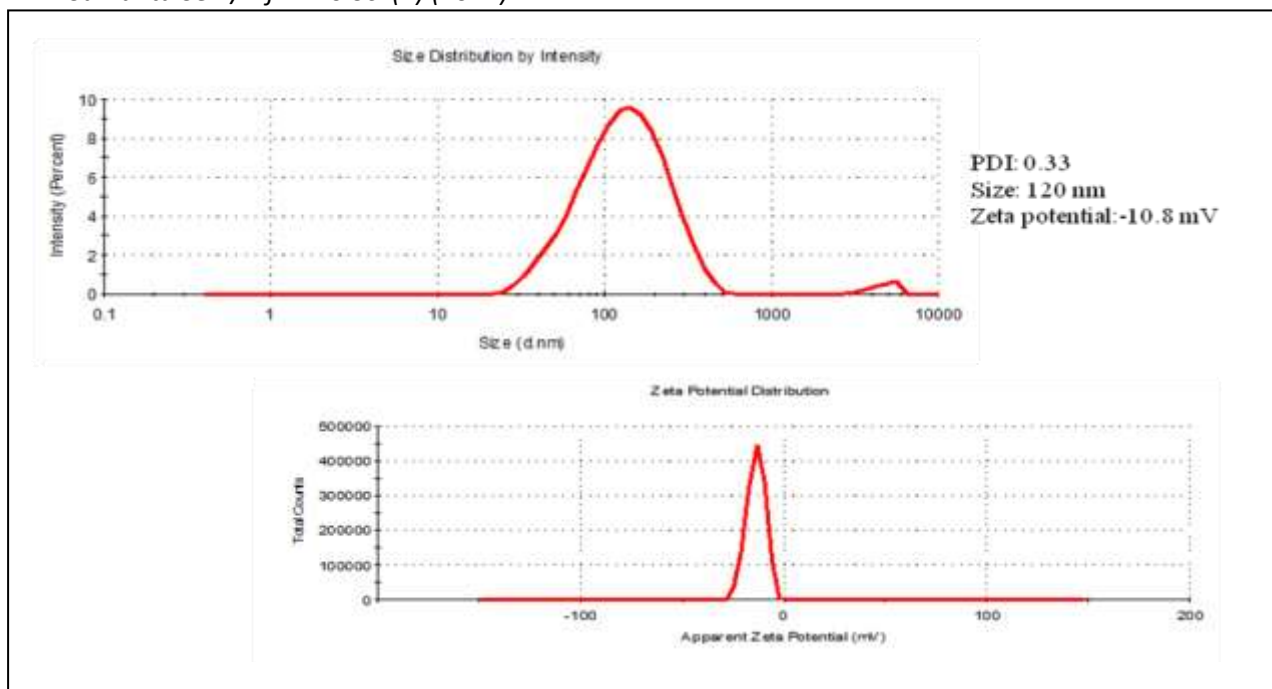 Size Distribution by Intensity
10
8
6
4
2
0
Intensity (Percent)
0.1 1 10 100 1000 10000
Size (d.nm)
PDI: 0.33
Size: 120 nm
Zeta potential:-10.8 mV
Zeta Potential Distribution
500000
400000
300000
200000
100000
0
Total Counts
-100 0 100 200
Apparent Zeta Potential (mV)